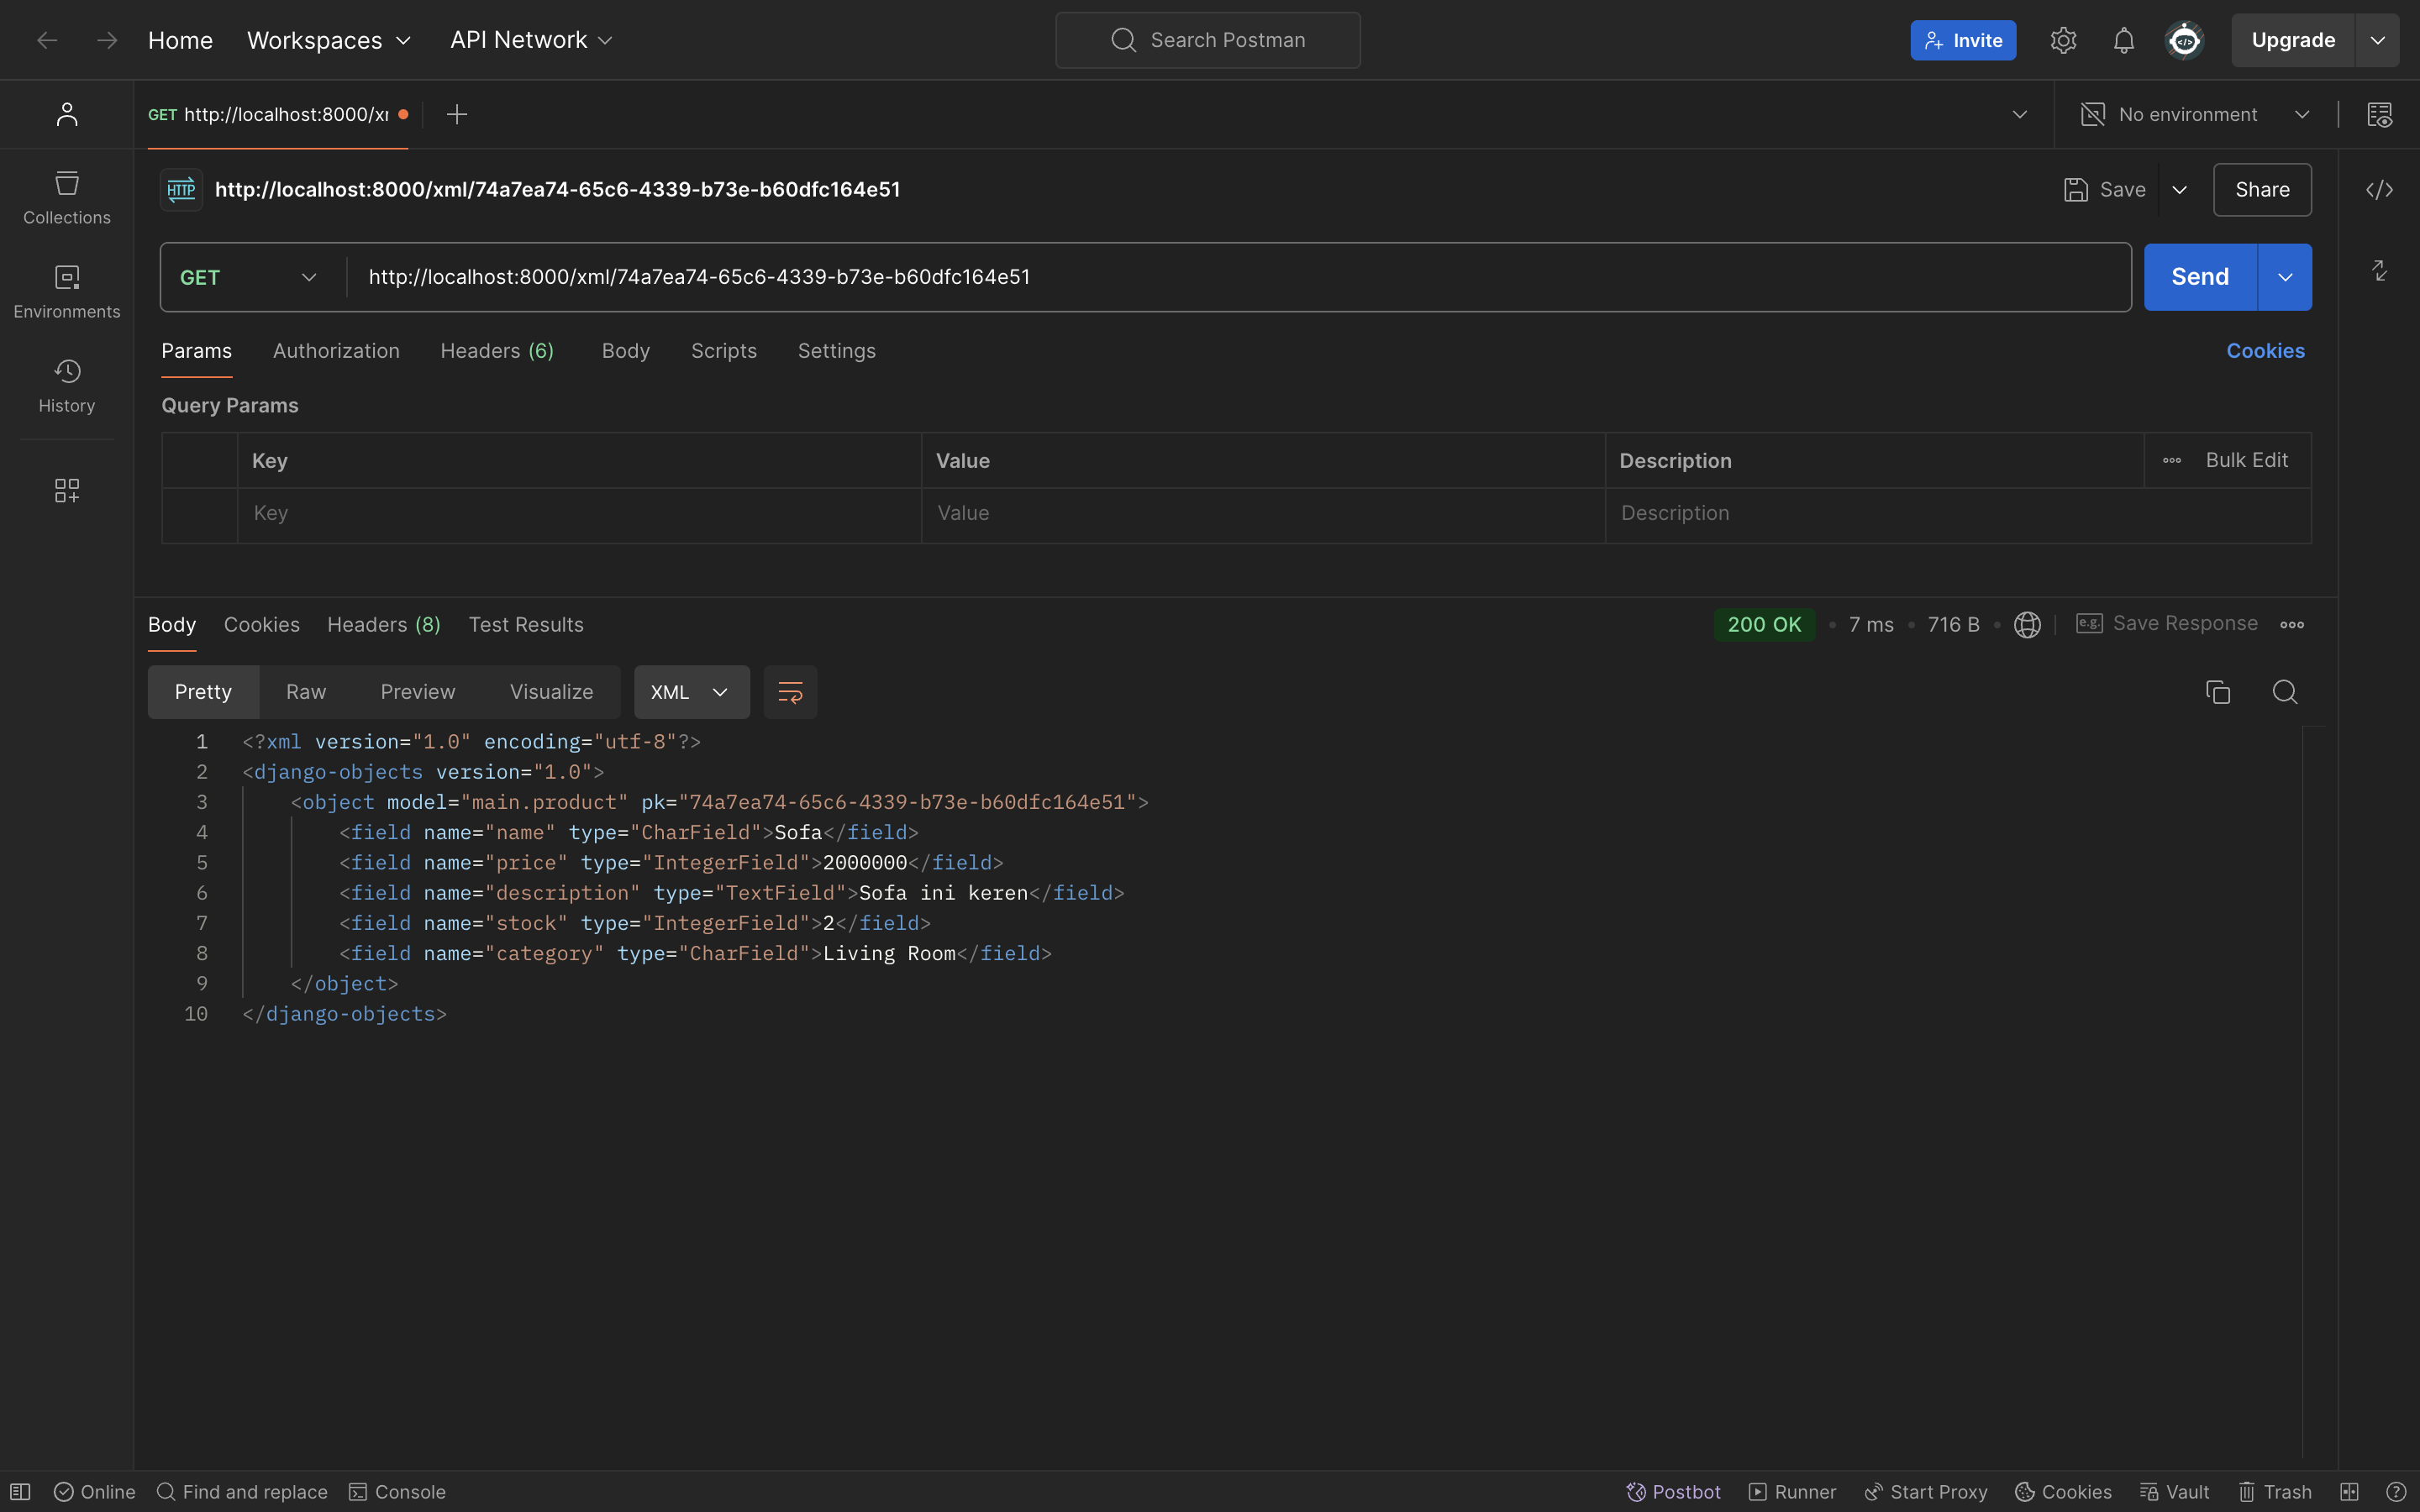 Home Workspaces API Network Search Postman Invite Upgrade
GET http://localhost:8000/x No environment
HTTP http://localhost:8000/xml/74a7ea74-65c6-4339-b73e-b60dfc164e51 Save Share
Collections
GET http://localhost:8000/xml/74a7ea74-65c6-4339-b73e-b60dfc164e51 Send
Environments
Params Authorization Headers (6) Body Scripts Settings Cookies
History
Query Params
Key Value Description Bulk Edit
Key Value Description
Body Cookies Headers (8) Test Results 200 OK • 7 ms • 716 B • e.g. Save Response
Pretty Raw Preview Visualize XML
1 <?xml version="1.0" encoding="utf-8"?>
2 <django-objects version="1.0">
3 <object model="main.product" pk="74a7ea74-65c6-4339-b73e-b60dfc164e51">
4 <field name="name" type="CharField">Sofa</field>
5 <field name="price" type="IntegerField">2000000</field>
6 <field name="description" type="TextField">Sofa ini keren</field>
7 <field name="stock" type="IntegerField">2</field>
8 <field name="category" type="CharField">Living Room</field>
9 </object>
10 </django-objects>
Online Find and replace Console Postbot Runner Start Proxy Cookies Vault Trash